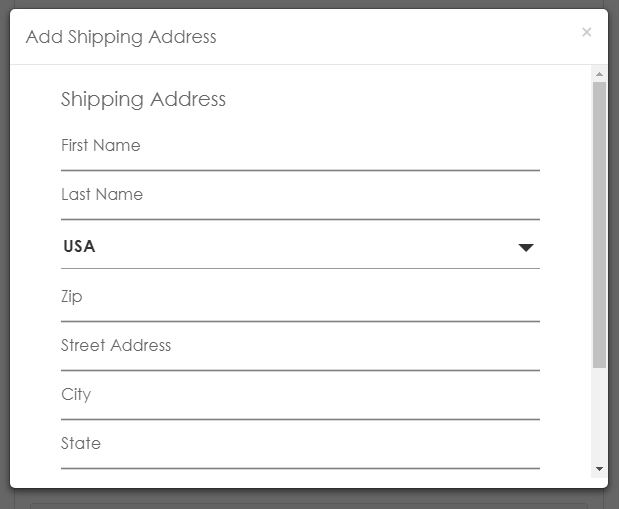 Add Shipping Address
×
Shipping Address
First Name
Last Name
USA
Zip
Street Address
City
State